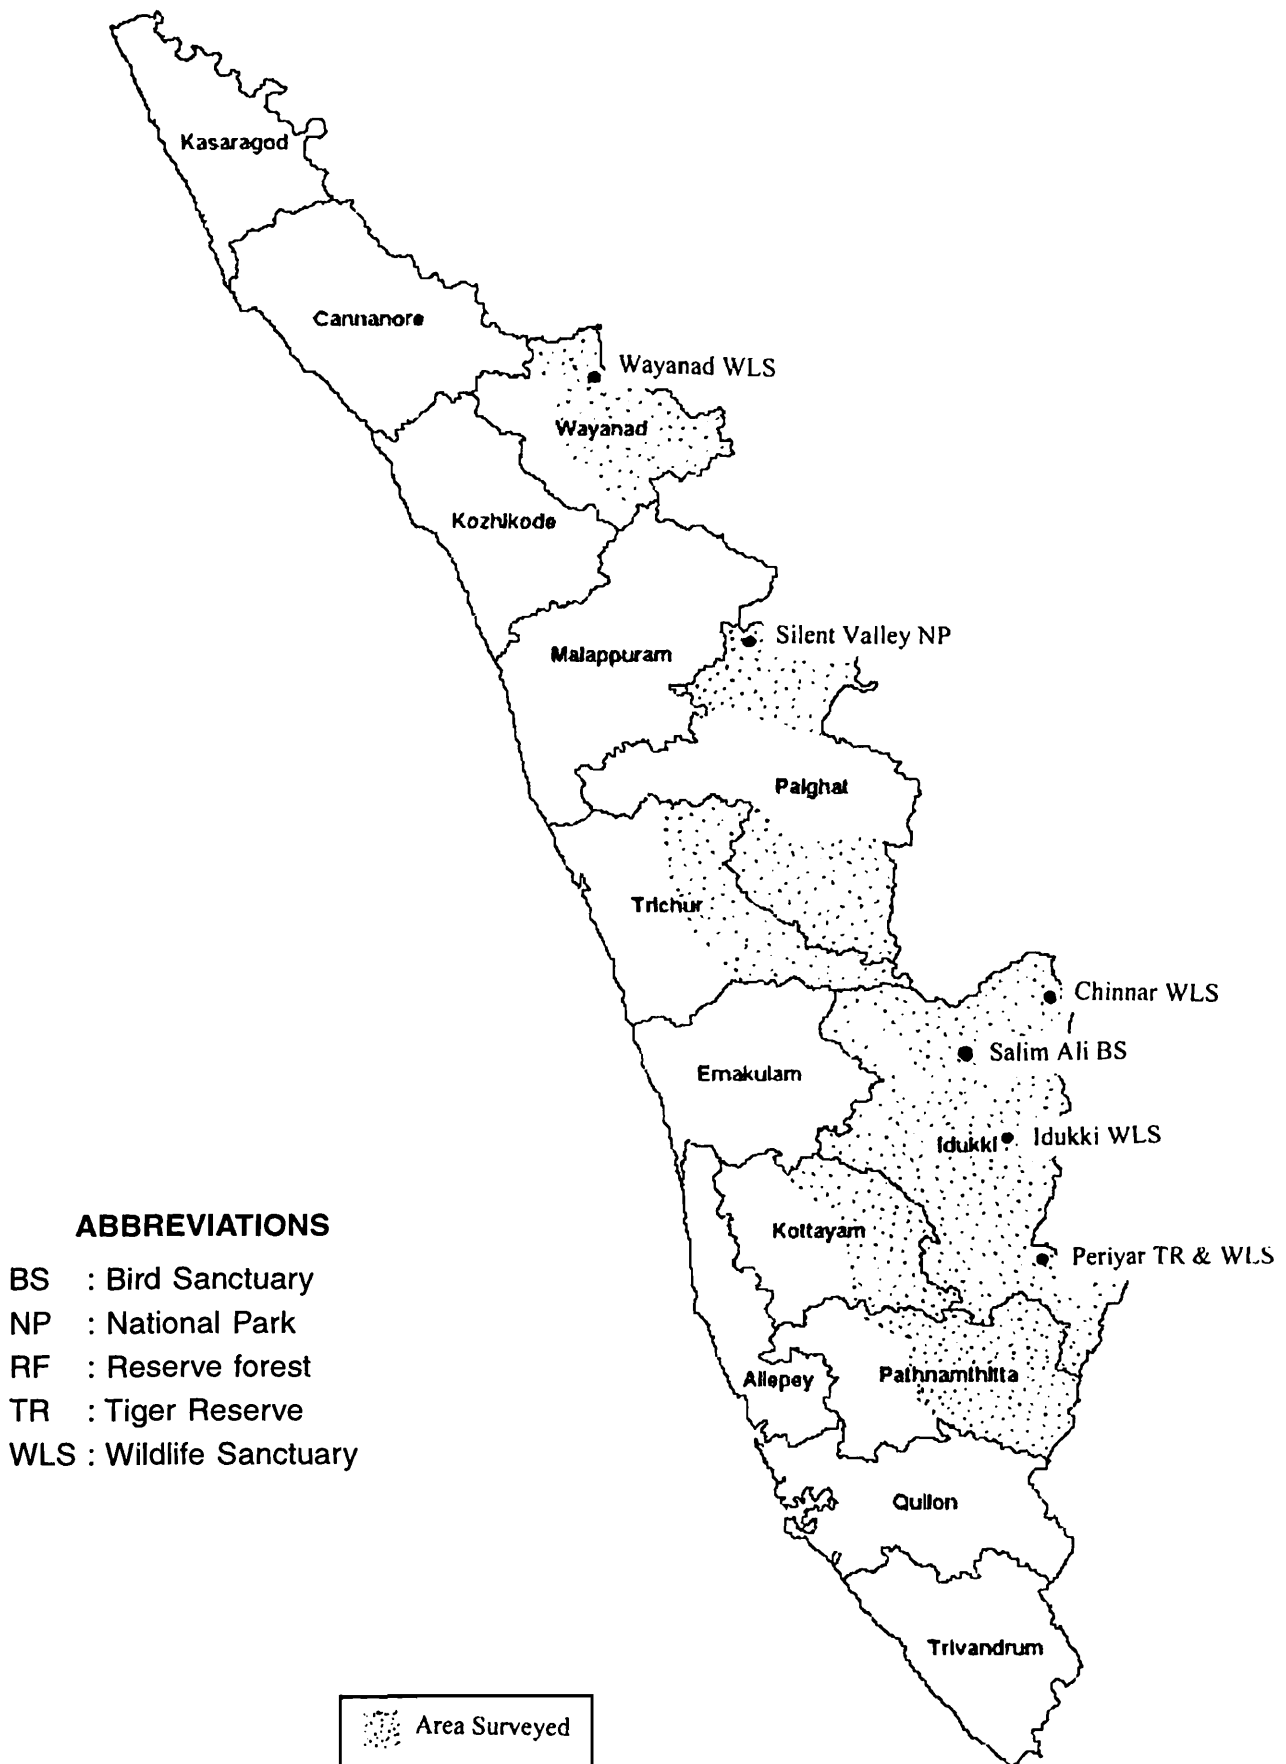 Kasaragod
Cannanore
Wayanad WLS
Wayanad
Kozhikode
Silent Valley NP
Malappuram
Palghat
Trichur
Chinnar WLS
Salim Ali BS
Ernakulam
Idukki
Idukki WLS
Kottayam
Periyar TR & WLS
Allepey
Pathnamthitta
Quilon
Trivandrum
ABBREVIATIONS
BS : Bird Sanctuary
NP : National Park
RF : Reserve forest
TR : Tiger Reserve
WLS : Wildlife Sanctuary
Area Surveyed